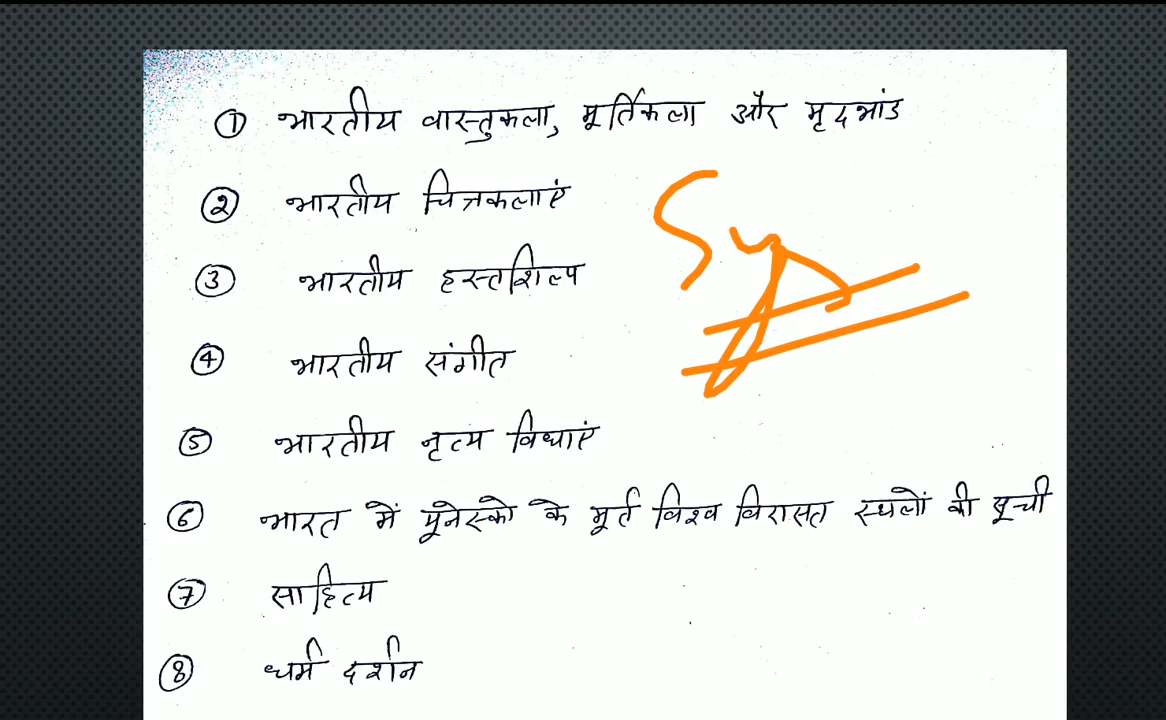 ① भारतीय वास्तुकला, मूर्तिकला और मृदभांड
② भारतीय चित्रकलाएं
③ भारतीय हस्तशिल्प
④ भारतीय संगीत
⑤ भारतीय नृत्य विधाएं
⑥ भारत में यूनेस्को के मूर्त विश्व विरासत स्थलों की सूची
⑦ साहित्य
⑧ धर्म दर्शन